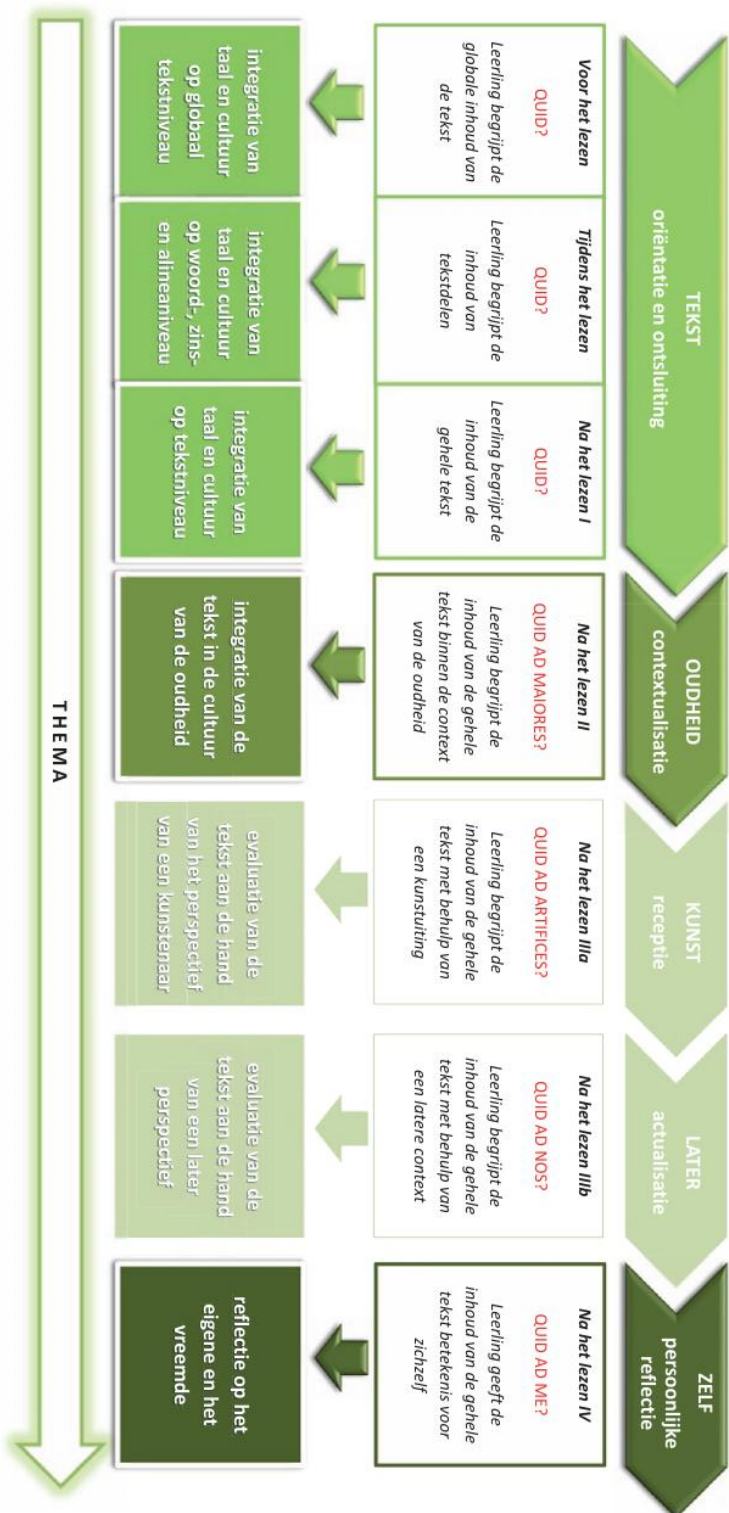 TEKST
oriëntatie en ontsluiting
OUDHEID
contextualisatie
KUNST
receptie
LATER
actualisatie
ZELF
persoonlijke
reflectie
Voor het lezen
QUID?
Leerling begrijpt de
globale inhoud van
de tekst
Tijdens het lezen
QUID?
Leerling begrijpt de
inhoud van
tekstdelen
Na het lezen I
QUID?
Leerling begrijpt de
inhoud van de
gehele tekst
Na het lezen II
QUID AD MAIORES?
Leerling begrijpt de
inhoud van de gehele
tekst binnen de context
van de oudheid
Na het lezen IIIa
QUID AD ARTIFICES?
Leerling begrijpt de
inhoud van de gehele
tekst met behulp van
een kunstuiting
Na het lezen IIIb
QUID AD NOS?
Leerling begrijpt de
inhoud van de gehele
tekst met behulp van
een latere context
Na het lezen IV
QUID AD ME?
Leerling geeft de
inhoud van de gehele
tekst betekenis voor
zichzelf
integratie van
taal en cultuur
op globaal
tekstniveau
integratie van
taal en cultuur
op woord-, zins-
en alineaniveau
integratie van
taal en cultuur
op tekstniveau
integratie van de
tekst in de cultuur
van de oudheid
evaluatie van de
tekst aan de hand
van het perspectief
van een kunstenaar
evaluatie van de
tekst aan de hand
van een later
perspectief
reflectie op het
eigene en het
vreemde
THEMA